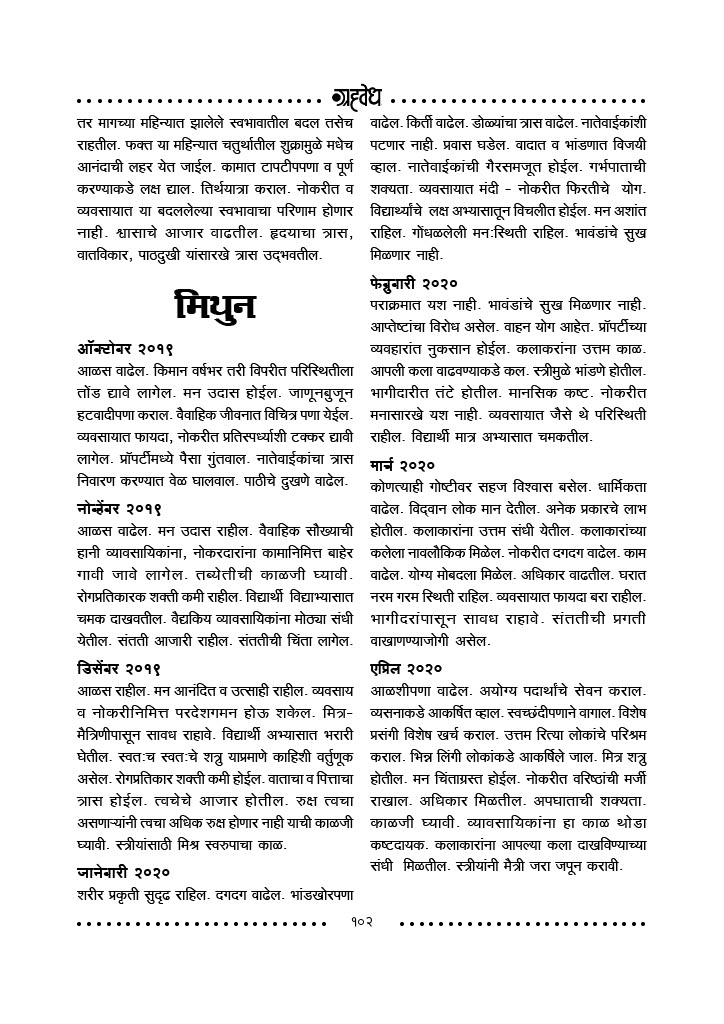 ग्रहवेध
तर मागच्या महिन्यात झालेले स्वभावातील बदल तसेच
राहतील. फक्त या महिन्यात चतुर्थातील शुक्रामुळे मधेच
आनंदाची लहर येत जाईल. कामात टापटीपपणा व पूर्ण
करण्याकडे लक्ष द्याल. तिर्थयात्रा कराल. नोकरीत व
व्यवसायात या बदललेल्या स्वभावाचा परिणाम होणार
नाही. श्वासाचे आजार वाढतील. हृदयाचा त्रास,
वातविकार, पाठदुखी यांसारखे त्रास उद्‌भवतील.
मिथुन
ऑक्टोबर २०१९
आळस वाढेल. किमान वर्षभर तरी विपरीत परिस्थितीला
तोंड द्यावे लागेल. मन उदास होईल. जाणूनबुजून
हटवादीपणा कराल. वैवाहिक जीवनात विचित्र पणा येईल.
व्यवसायात फायदा, नोकरीत प्रतिस्पर्ध्याशी टक्कर द्यावी
लागेल. प्रॉपर्टीमध्ये पैसा गुंतवाल. नातेवाईकांचा त्रास
निवारण करण्यात वेळ घालवाल. पाठीचे दुखणे वाढेल.
नोव्हेंबर २०१९
आळस वाढेल. मन उदास राहील. वैवाहिक सौख्याची
हानी व्यावसायिकांना, नोकरदारांना कामानिमित्त बाहेर
गावी जावे लागेल. तब्येतीची काळजी घ्यावी.
रोगप्रतिकारक शक्ती कमी राहील. विद्यार्थी विद्याभ्यासात
चमक दाखवतील. वैद्यकिय व्यावसायिकांना मोठ्या संधी
येतील. संतती आजारी राहील. संततीची चिंता लागेल.
डिसेंबर २०१९
आळस राहील. मन आनंदित व उत्साही राहील. व्यवसाय
व नोकरीनिमित्त परदेशगमन होऊ शकेल. मित्र-
मैत्रिणीपासून सावध राहावे. विद्यार्थी अभ्यासात भरारी
घेतील. स्वत:च स्वत:चे शत्रु याप्रमाणे काहिशी वर्तुणूक
असेल. रोगप्रतिकार शक्ती कमी होईल. वाताचा व पित्ताचा
त्रास होईल. त्वचेचे आजार होतील. रुक्ष त्वचा
असणाऱ्यांनी त्वचा अधिक रुक्ष होणार नाही याची काळजी
घ्यावी. स्त्रीयांसाठी मिश्र स्वरुपाचा काळ.
जानेबारी २०२०
शरीर प्रकृती सुदृढ राहिल. दगदग वाढेल. भांडखोरपणा
वाढेल. किर्ती वाढेल. डोळ्यांचा त्रास वाढेल. नातेवाईकांशी
पटणार नाही. प्रवास घडेल. वादात व भांडणात विजयी
व्हाल. नातेवाईकांची गैरसमजूत होईल. गर्भपाताची
शक्यता. व्यवसायात मंदी - नोकरीत फिरतीचे योग.
विद्यार्थ्यांचे लक्ष अभ्यासातून विचलीत होईल. मन अशांत
राहिल. गोंधळलेली मन:स्थिती राहिल. भावंडांचे सुख
मिळणार नाही.
फेब्रुबारी २०२०
पराक्रमात यश नाही. भावंडांचे सुख मिळणार नाही.
आप्तेष्टांचा विरोध असेल. वाहन योग आहेत. प्रॉपर्टीच्या
व्यवहारांत नुकसान होईल. कलाकरांना उत्तम काळ.
आपली कला वाढवण्याकडे कल. स्त्रीमुळे भांडणे होतील.
भागीदारीत तंटे होतील. मानसिक कष्ट. नोकरीत
मनासारखे यश नाही. व्यवसायात जैसे थे परिस्थिती
राहील. विद्यार्थी मात्र अभ्यासात चमकतील.
मार्च २०२०
कोणत्याही गोष्टीवर सहज विश्वास बसेल. धार्मिकता
वाढेल. विद्‌वान लोक मान देतील. अनेक प्रकारचे लाभ
होतील. कलाकारांना उत्तम संधी येतील. कलाकारांच्या
कलेला नावलौकिक मिळेल. नोकरीत दगदग वाढेल. काम
वाढेल. योग्य मोबदला मिळेल. अधिकार वाढतील. घरात
नरम गरम स्थिती राहिल. व्यवसायात फायदा बरा राहील.
भागीदरांपासून सावध राहावे. संततीची प्रगती
वाखाणण्याजोगी असेल.
एप्रिल २०२०
आळशीपणा वाढेल. अयोग्य पदार्थांचे सेवन कराल.
व्यसनाकडे आकर्षित व्हाल. स्वच्छंदीपणाने वागाल. विशेष
प्रसंगी विशेष खर्च कराल. उत्तम रित्या लोकांचे परिश्रम
कराल. भिन्न लिंगी लोकांकडे आकर्षिले जाल. मित्र शत्रु
होतील. मन चिंताग्रस्त होईल. नोकरीत वरिष्ठांची मर्जी
राखाल. अधिकार मिळतील. अपघाताची शक्यता.
काळजी घ्यावी. व्यावसायिकांना हा काळ थोडा
कष्टदायक. कलाकारांना आपल्या कला दाखविण्याच्या
संधी मिळतील. स्त्रीयांनी मैत्री जरा जपून करावी.
१०२